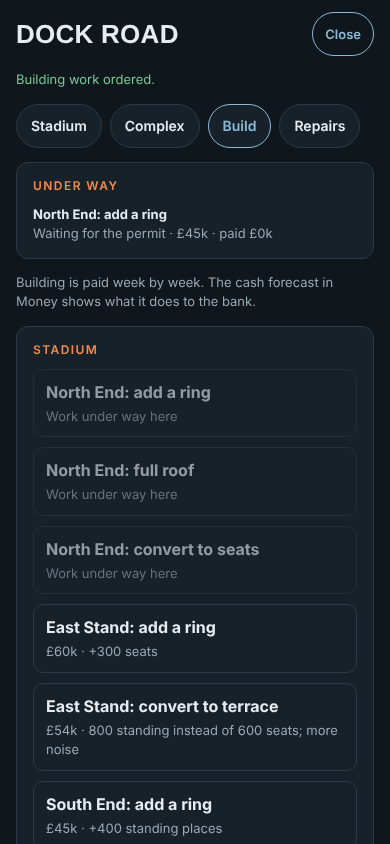 DOCK ROAD
Close
Building work ordered.
Stadium
Complex
Build
Repairs
UNDER WAY
North End: add a ring
Waiting for the permit · £45k · paid £0k
Building is paid week by week. The cash forecast in
Money shows what it does to the bank.
STADIUM
North End: add a ring
Work under way here
North End: full roof
Work under way here
North End: convert to seats
Work under way here
East Stand: add a ring
£60k · +300 seats
East Stand: convert to terrace
£54k · 800 standing instead of 600 seats; more
noise
South End: add a ring
£45k · +400 standing places